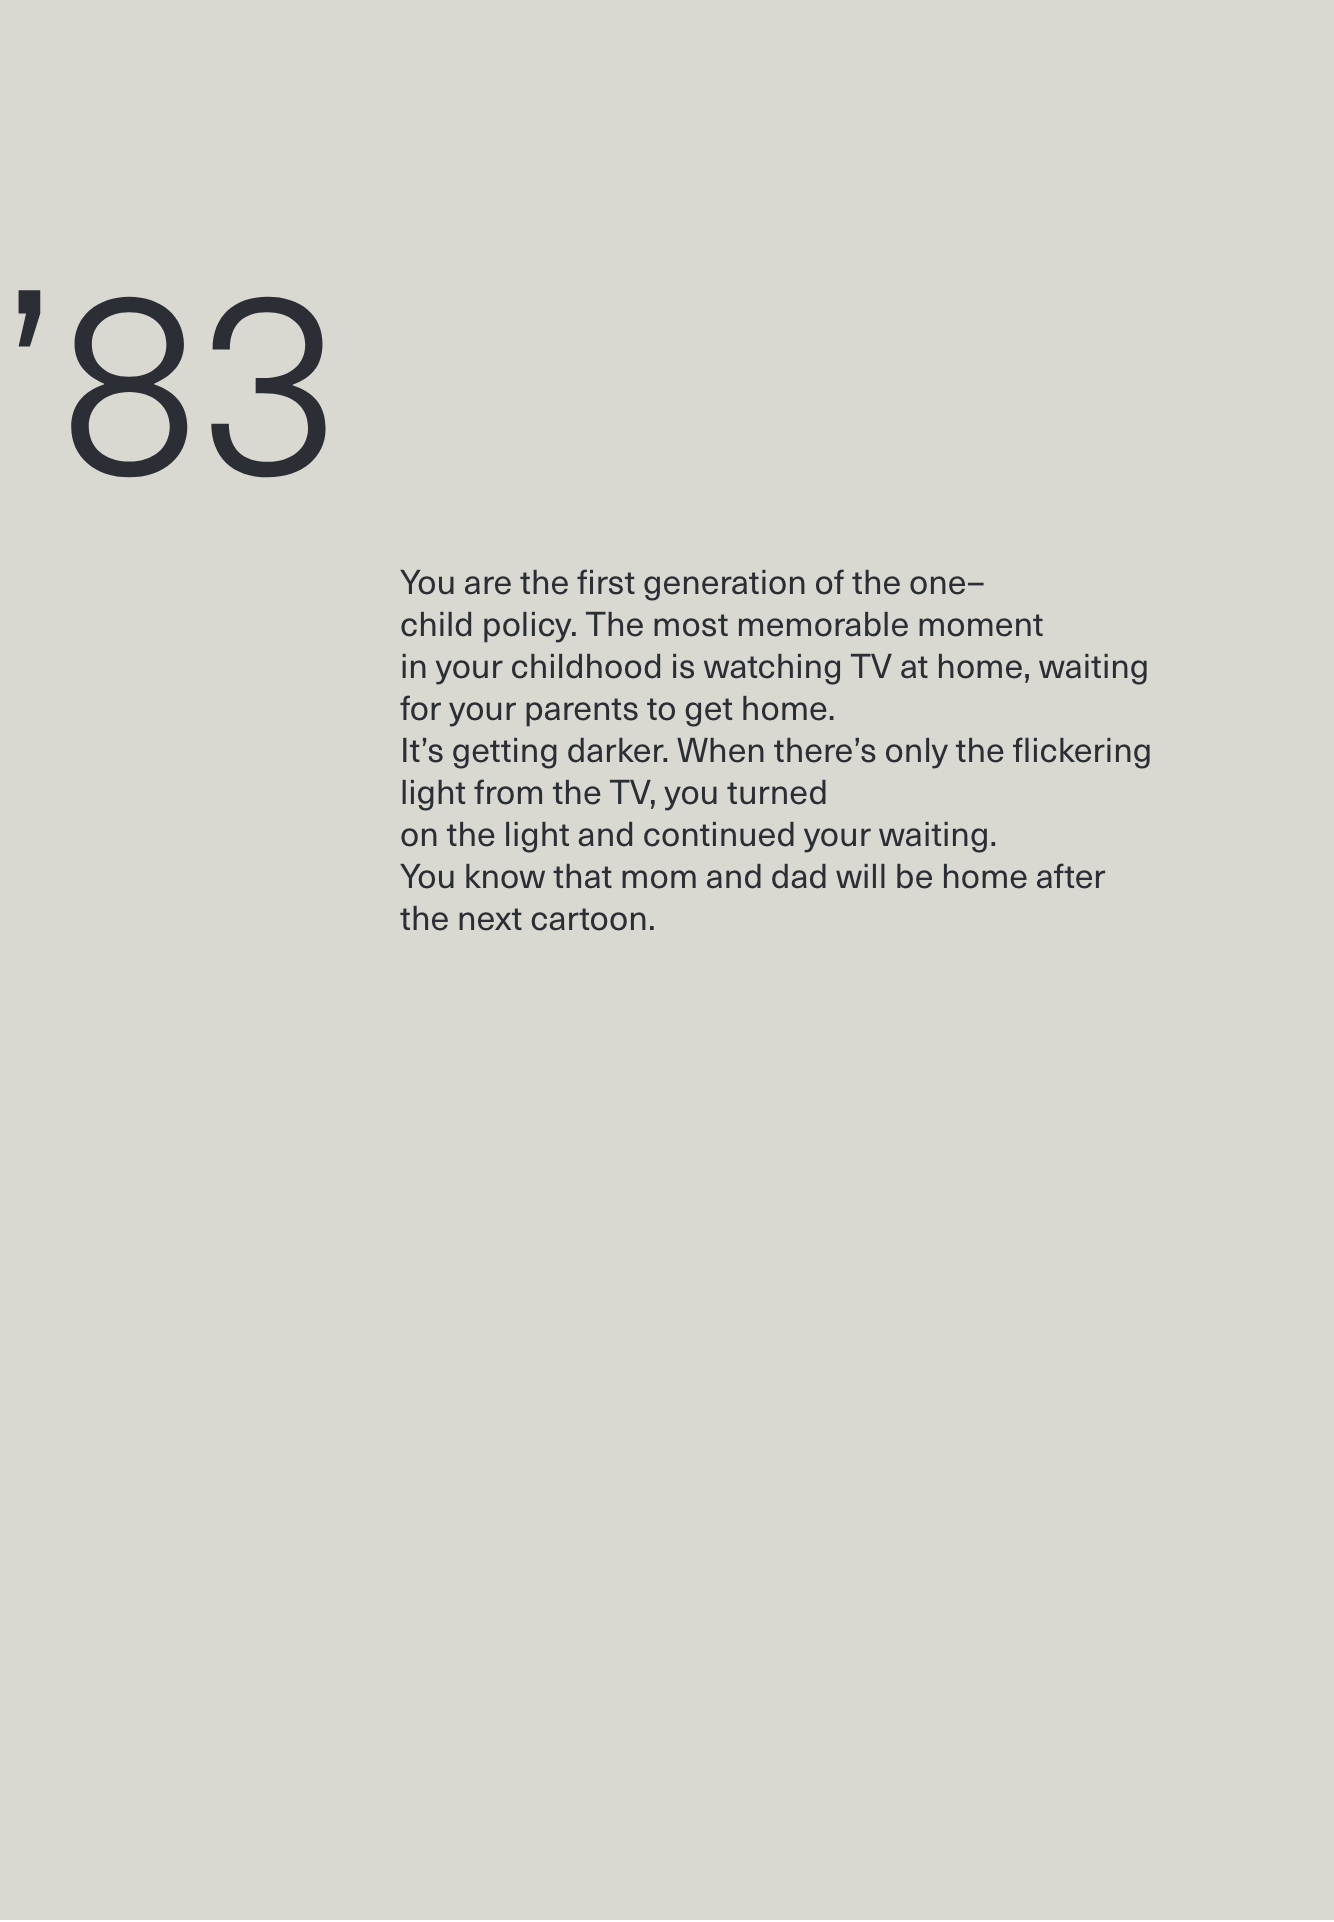 ’83
You are the first generation of the one–
child policy. The most memorable moment
in your childhood is watching TV at home, waiting
for your parents to get home.
It’s getting darker. When there’s only the flickering
light from the TV, you turned
on the light and continued your waiting.
You know that mom and dad will be home after
the next cartoon.